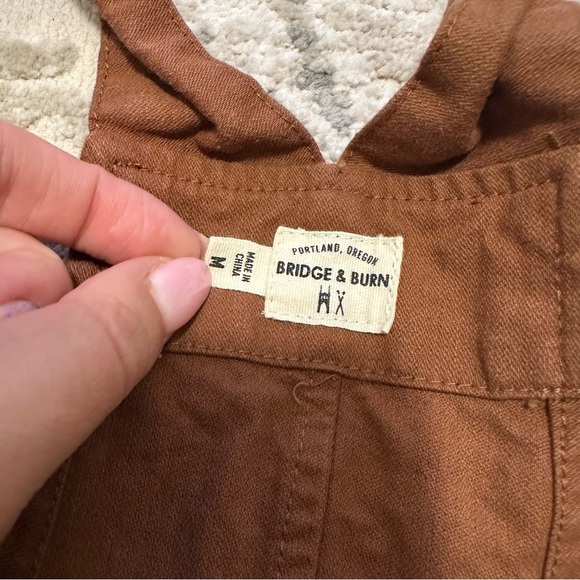 PORTLAND, OREGON
BRIDGE & BURN
MADE IN
CHINA
M